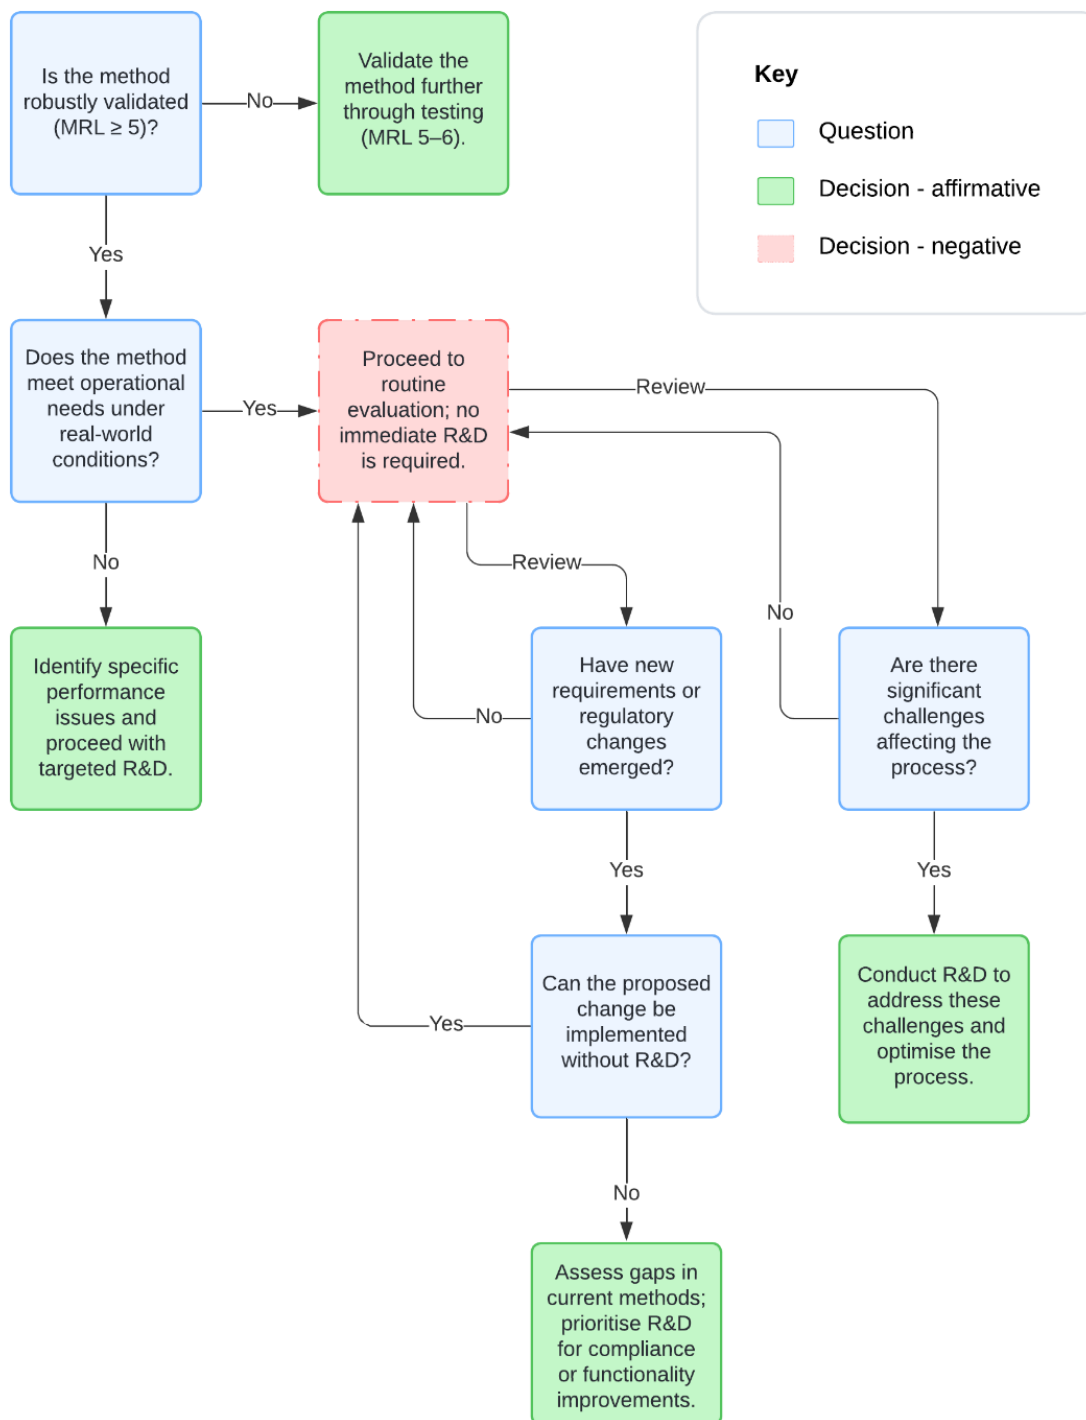 Is the method
robustly validated
(MRL ≥ 5)?
No
Validate the
method further
through testing
(MRL 5–6).
Key
Question
Decision - affirmative
Decision - negative
Yes
Does the method
meet operational
needs under
real-world
conditions?
Yes
Proceed to
routine
evaluation; no
immediate R&D
is required.
Review
No
Review
No
Identify specific
performance
issues and
proceed with
targeted R&D.
No
Have new
requirements or
regulatory
changes
emerged?
Are there
significant
challenges
affecting the
process?
Yes
Yes
Yes
Can the proposed
change be
implemented
without R&D?
Conduct R&D to
address these
challenges and
optimise the
process.
No
Assess gaps in
current methods;
prioritise R&D
for compliance
or functionality
improvements.